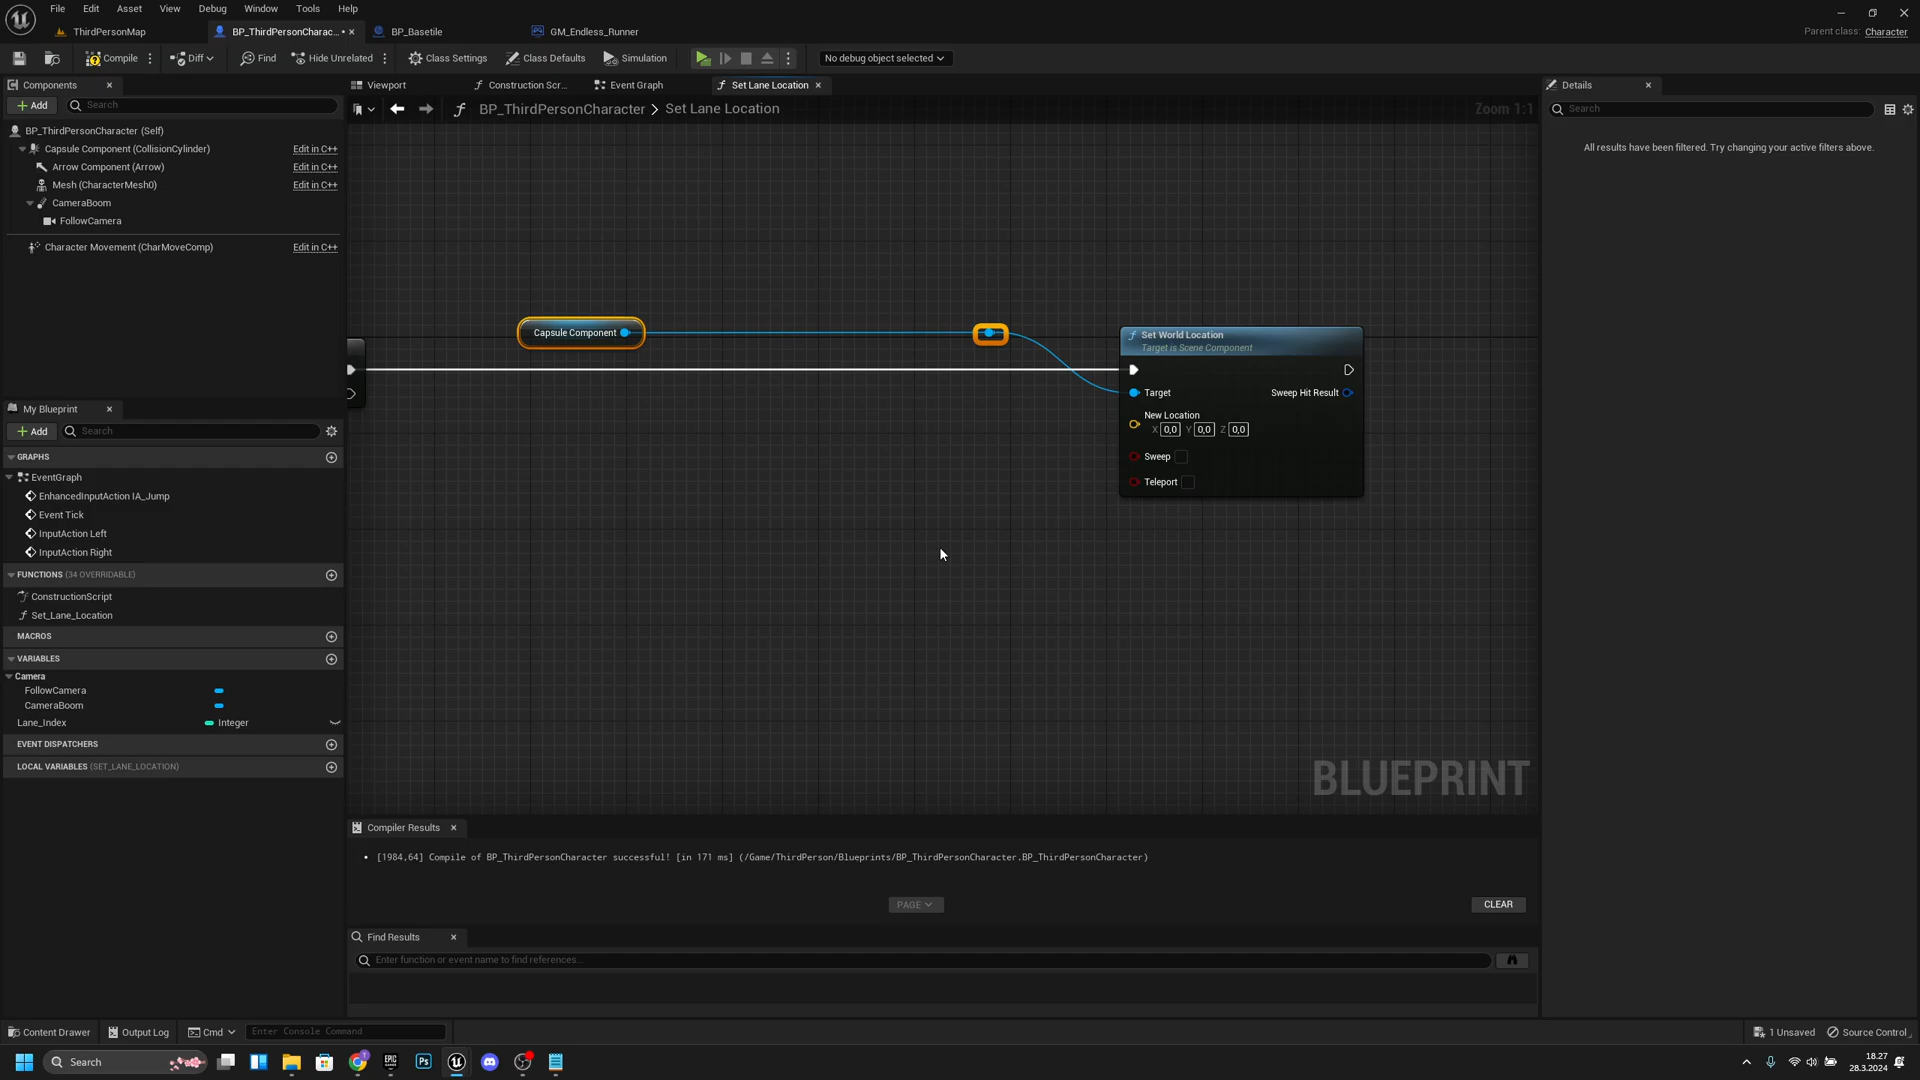 File Edit Asset View Debug Window Tools Help
ThirdPersonMap BP_ThirdPersonCharac... • × BP_Basetile GM_Endless_Runner
Parent class: Character
Compile Diff Find Hide Unrelated Class Settings Class Defaults Simulation No debug object selected
Components ×
+ Add Search
BP_ThirdPersonCharacter (Self)
Capsule Component (CollisionCylinder) Edit in C++
Arrow Component (Arrow) Edit in C++
Mesh (CharacterMesh0) Edit in C++
CameraBoom
FollowCamera
Character Movement (CharMoveComp) Edit in C++
My Blueprint ×
+ Add Search
GRAPHS
EventGraph
EnhancedInputAction IA_Jump
Event Tick
InputAction Left
InputAction Right
FUNCTIONS (34 OVERRIDABLE)
ConstructionScript
Set_Lane_Location
MACROS
VARIABLES
Camera
FollowCamera
CameraBoom
Lane_Index Integer
EVENT DISPATCHERS
LOCAL VARIABLES (SET_LANE_LOCATION)
Viewport Construction Scr... Event Graph Set Lane Location ×
BP_ThirdPersonCharacter > Set Lane Location Zoom 1:1
Capsule Component
Set World Location
Target is Scene Component
Target Sweep Hit Result
New Location
X 0,0 Y 0,0 Z 0,0
Sweep
Teleport
BLUEPRINT
Compiler Results ×
• [1984,64] Compile of BP_ThirdPersonCharacter successful! [in 171 ms] (/Game/ThirdPerson/Blueprints/BP_ThirdPersonCharacter.BP_ThirdPersonCharacter)
PAGE CLEAR
Find Results ×
Enter function or event name to find references...
Details ×
Search
All results have been filtered. Try changing your active filters above.
Content Drawer Output Log Cmd Enter Console Command 1 Unsaved Source Control
Search EPIC GAMES Ps 18.27
28.3.2024